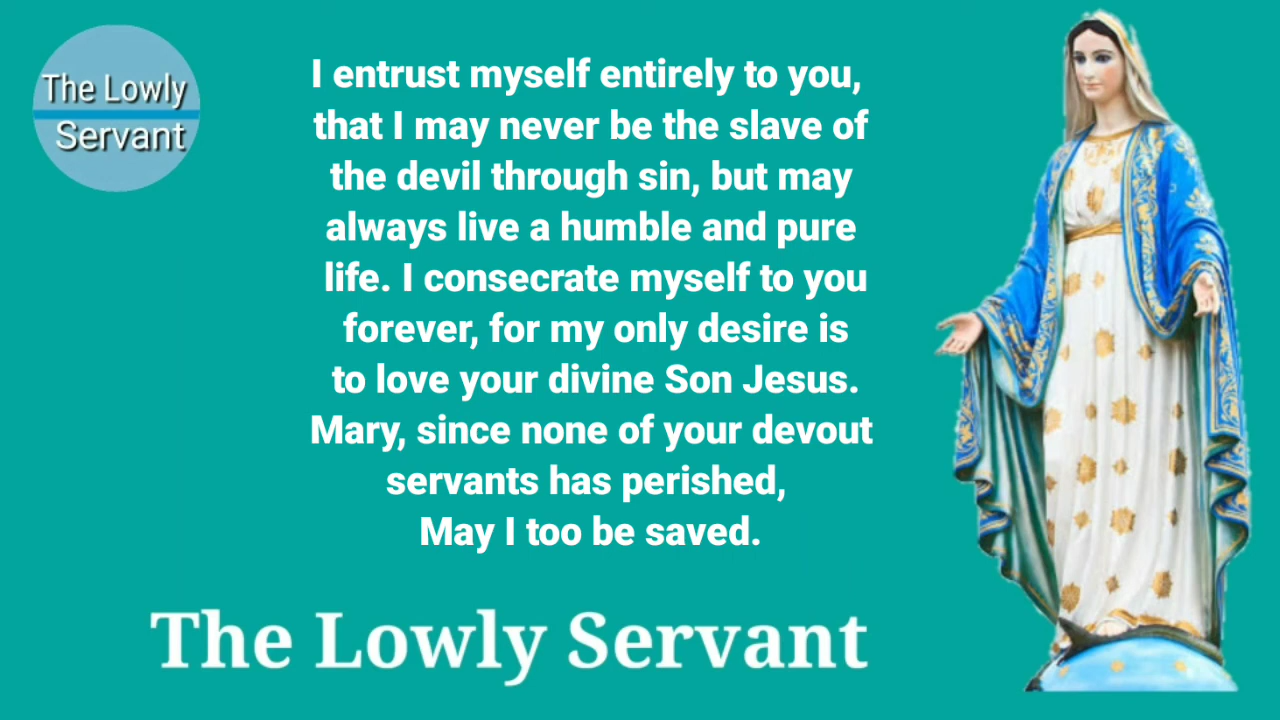 The Lowly
Servant
I entrust myself entirely to you,
that I may never be the slave of
the devil through sin, but may
always live a humble and pure
life. I consecrate myself to you
forever, for my only desire is
to love your divine Son Jesus.
Mary, since none of your devout
servants has perished,
May I too be saved.
The Lowly Servant